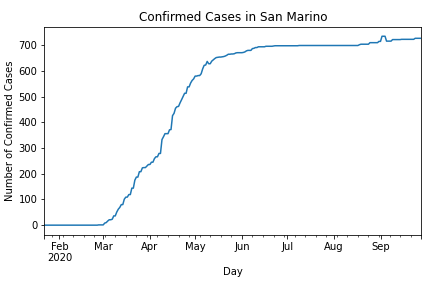 Confirmed Cases in San Marino
Number of Confirmed Cases
700
600
500
400
300
200
100
0
Feb Mar Apr May Jun Jul Aug Sep
2020
Day